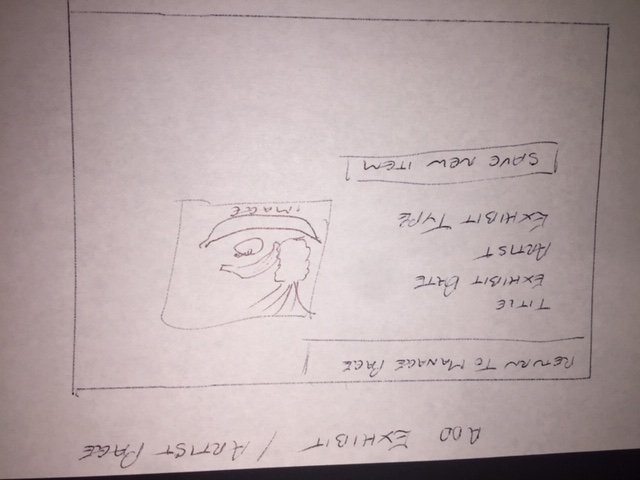 ADD EXHIBIT / ARTIST PAGE
RETURN TO MANAGE PAGE
TITLE
EXHIBIT DATE
ARTIST
EXHIBIT TYPE
IMAGE
SAVE NEW ITEM